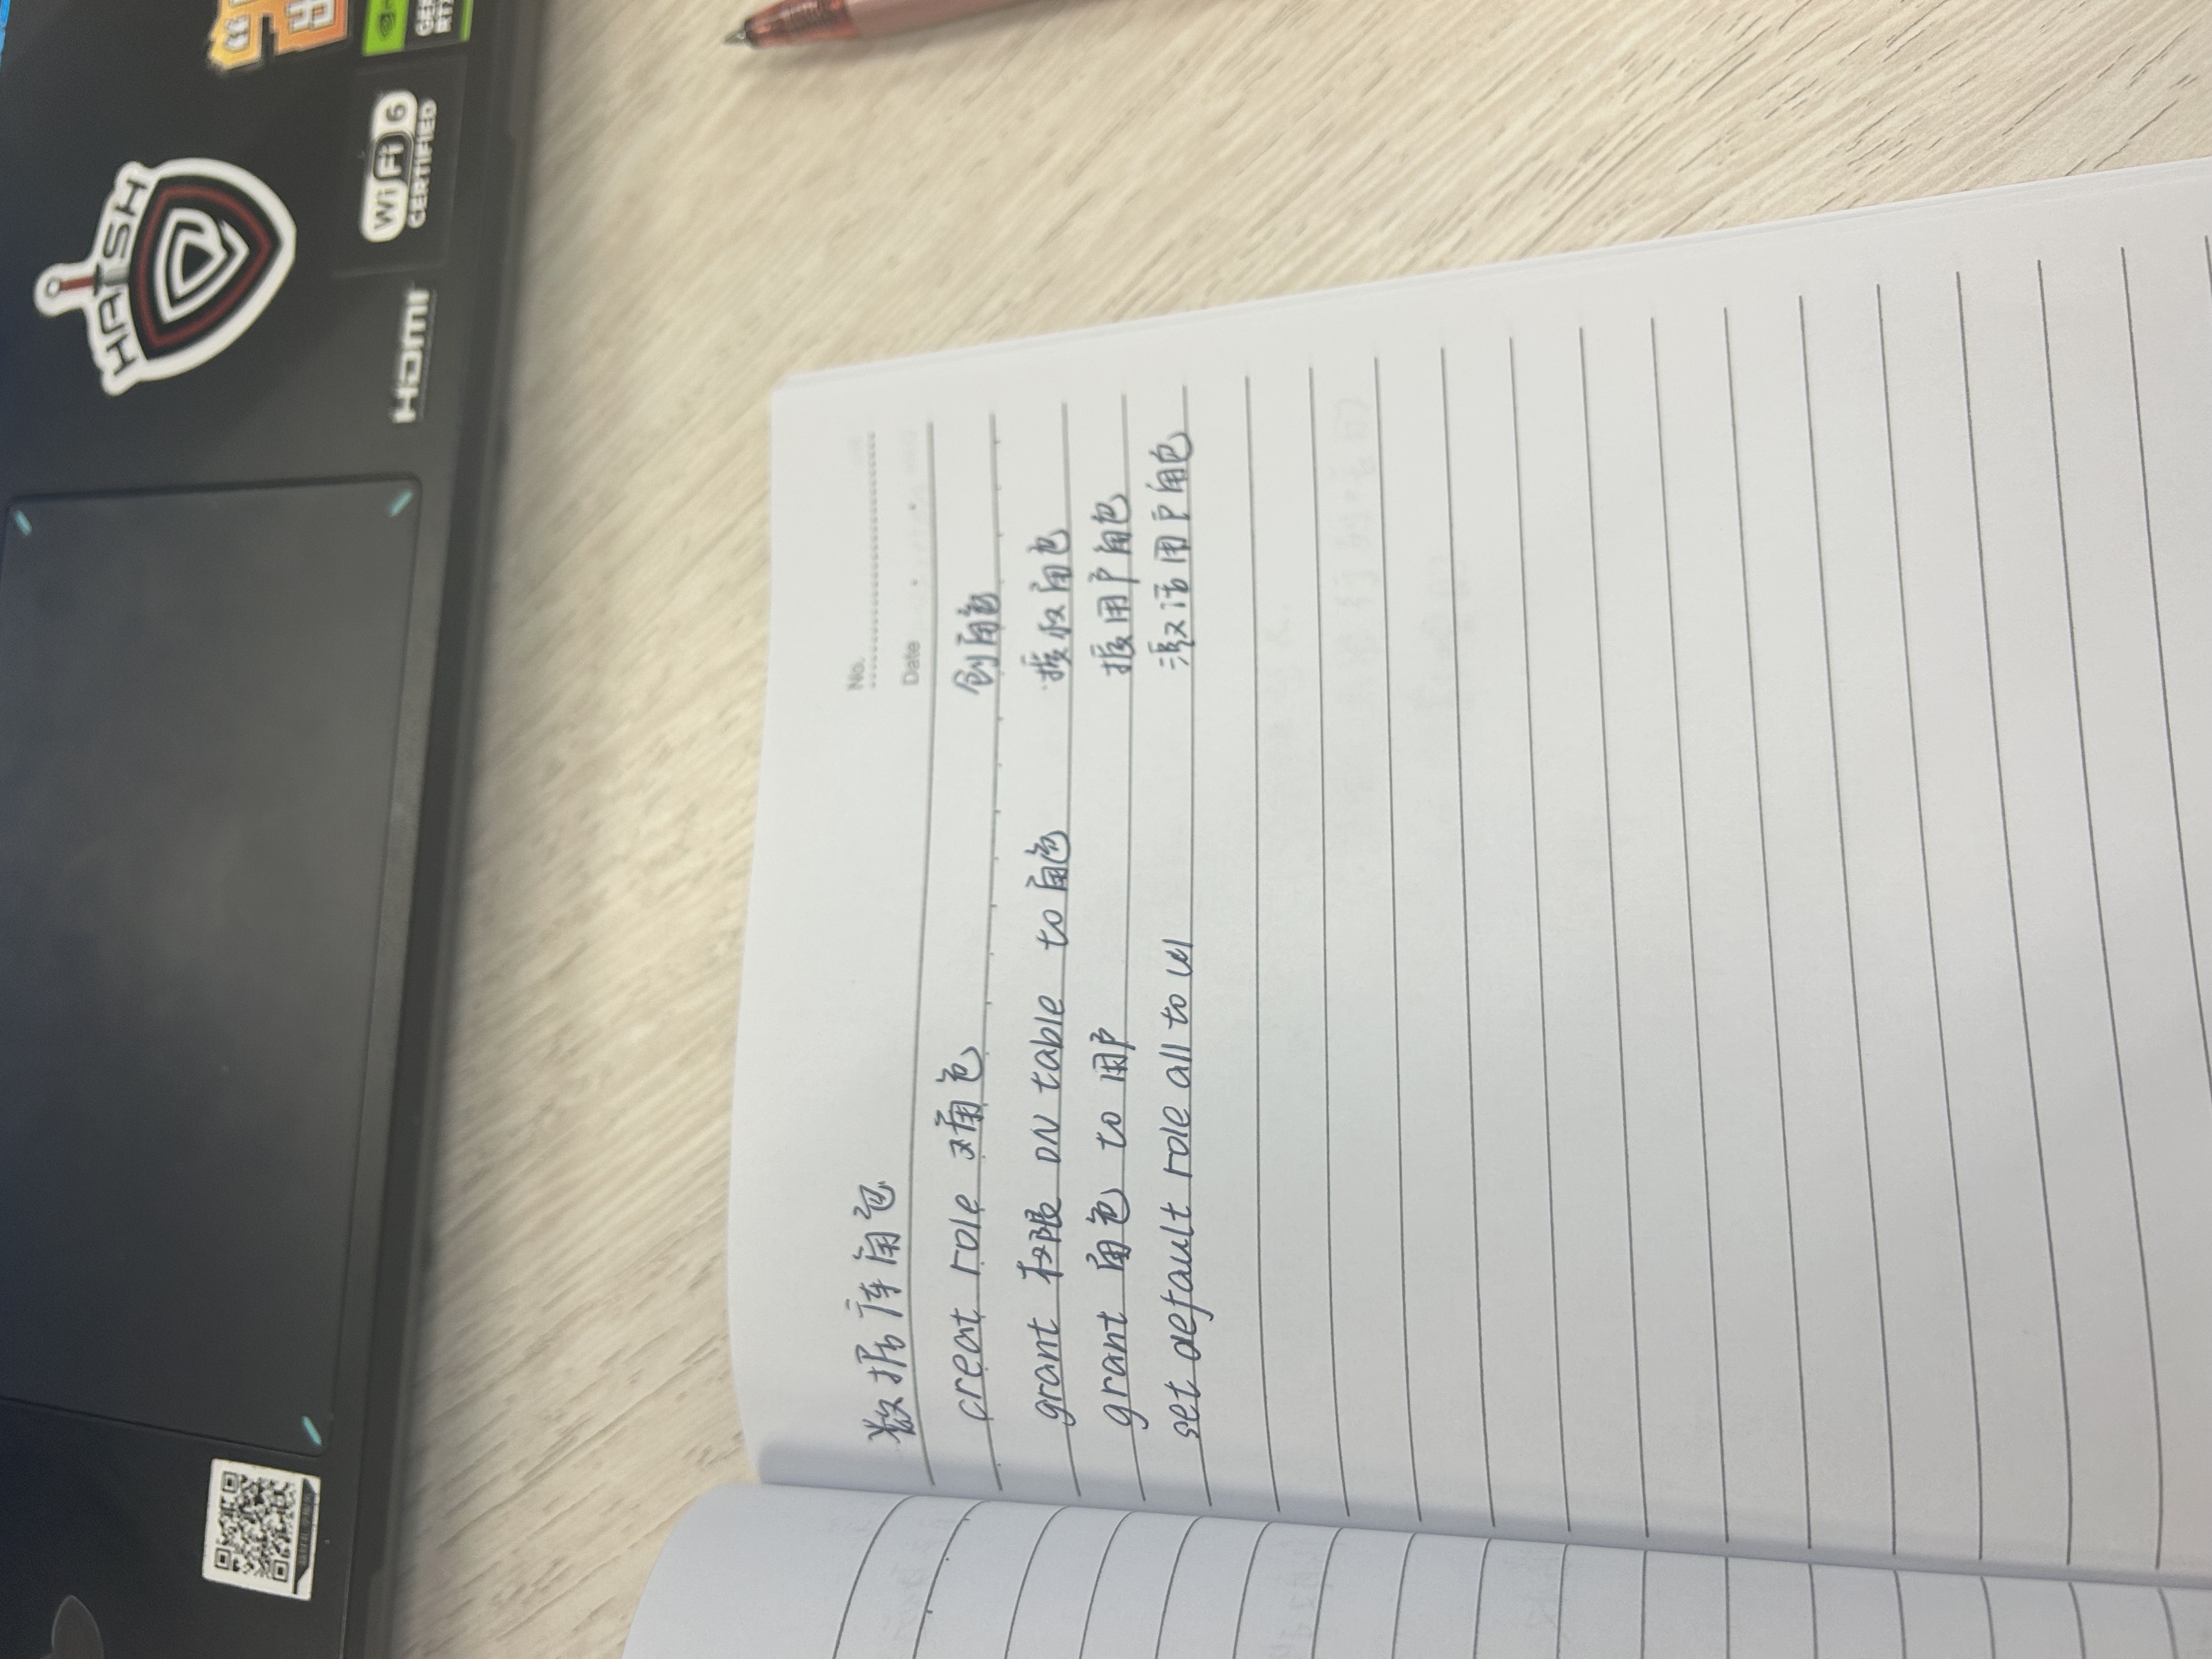 HATSH
HDMI
WiFi 6
CERTIFIED
数据库角色
No.
Date
creat role 角色 创角色
grant 权限 ON table to 角色 授权角色
grant 角色 to 用户 授用户角色
set default role all to u1 激活用户角色